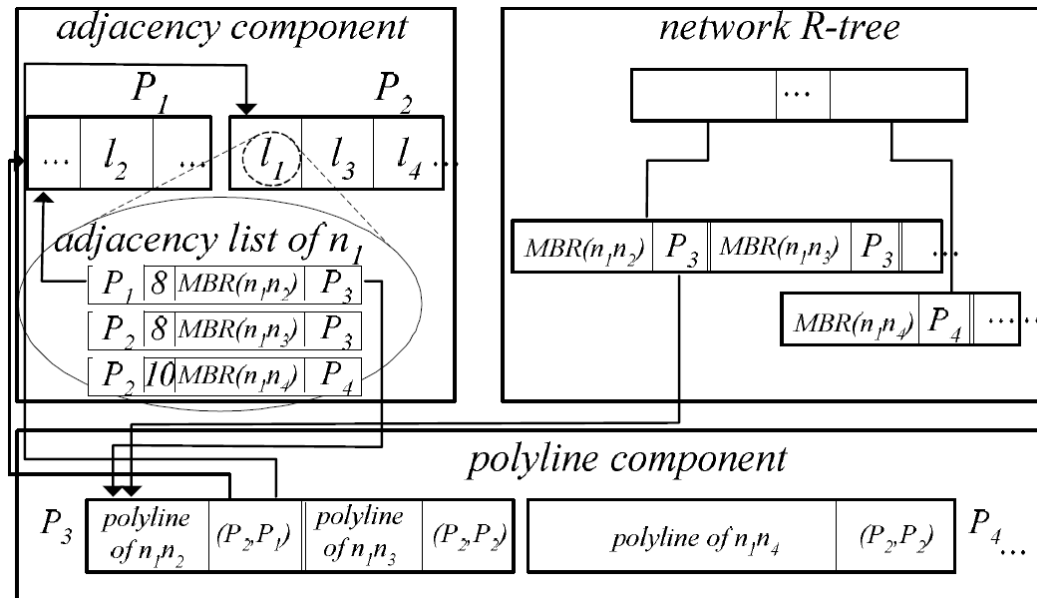 adjacency component
P₁ P₂
... l₂ ... l₁ l₃ l₄ ...
adjacency list of n₁
P₁ 8 MBR(n₁n₂) P₃
P₂ 8 MBR(n₁n₃) P₃
P₂ 10 MBR(n₁n₄) P₄
network R-tree
...
MBR(n₁n₂) P₃ MBR(n₁n₃) P₃ ...
MBR(n₁n₄) P₄ ... ...
polyline component
P₃ polyline of n₁n₂ (P₂,P₁) polyline of n₁n₃ (P₂,P₂) polyline of n₁n₄ (P₂,P₂) P₄ ...